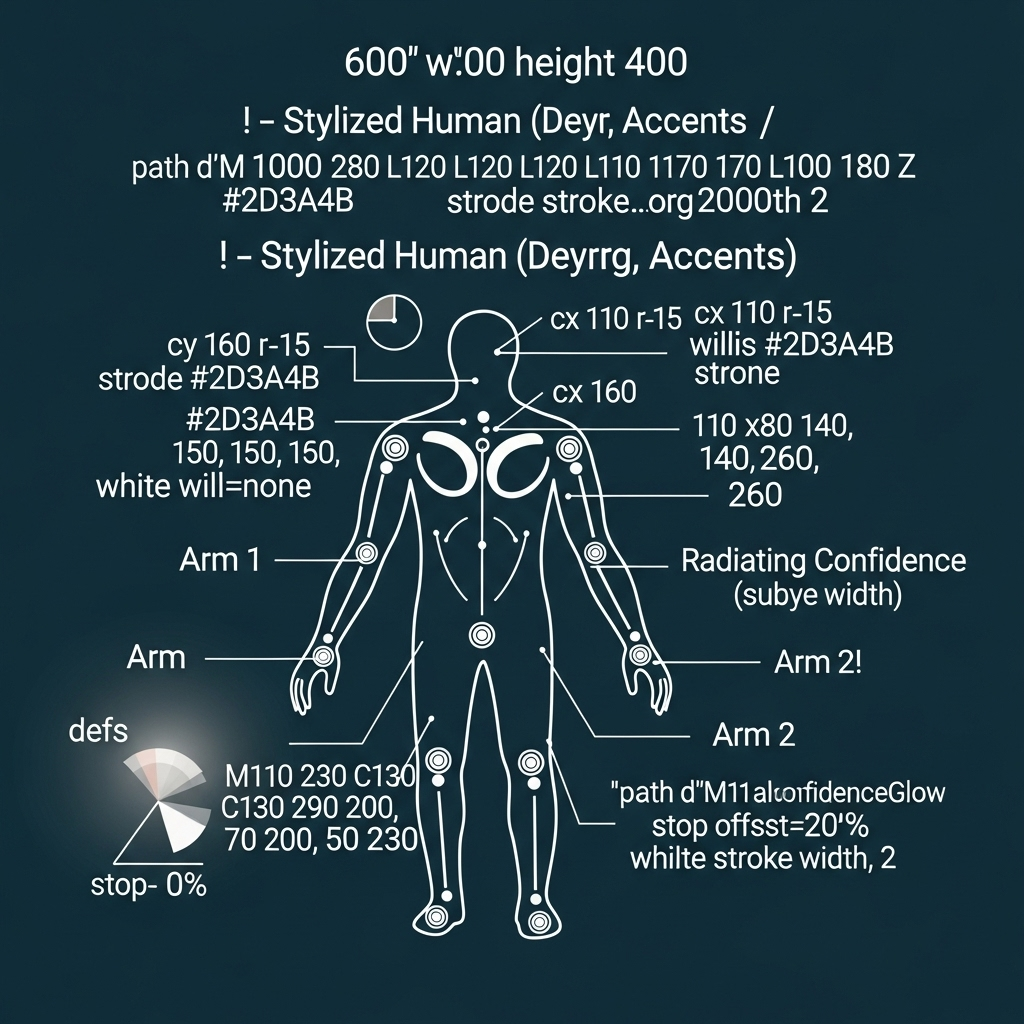 600" w".00 height 400
! – Stylized Human (Deyr, Accents /
path d'M 1000 280 L120 L120 L120 L110 1170 170 L100 180 Z
#2D3A4B strode stroke...org 2000th 2
! – Stylized Human (Deyrrg, Accents)
cx 110 r-15 cx 110 r-15
willis #2D3A4B
strone
cy 160 r-15
strode #2D3A4B
cx 160
#2D3A4B
150, 150, 150,
white will=none
110 x80 140,
140, 260,
260
Arm 1
Radiating Confidence
(subye width)
Arm
Arm 2!
defs
Arm 2
M110 230 C130
C130 290 200,
70 200, 50 230
stop- 0%
"path d"M11alconfidenceGlow
stop offsst=20'%
whilte stroke width, 2